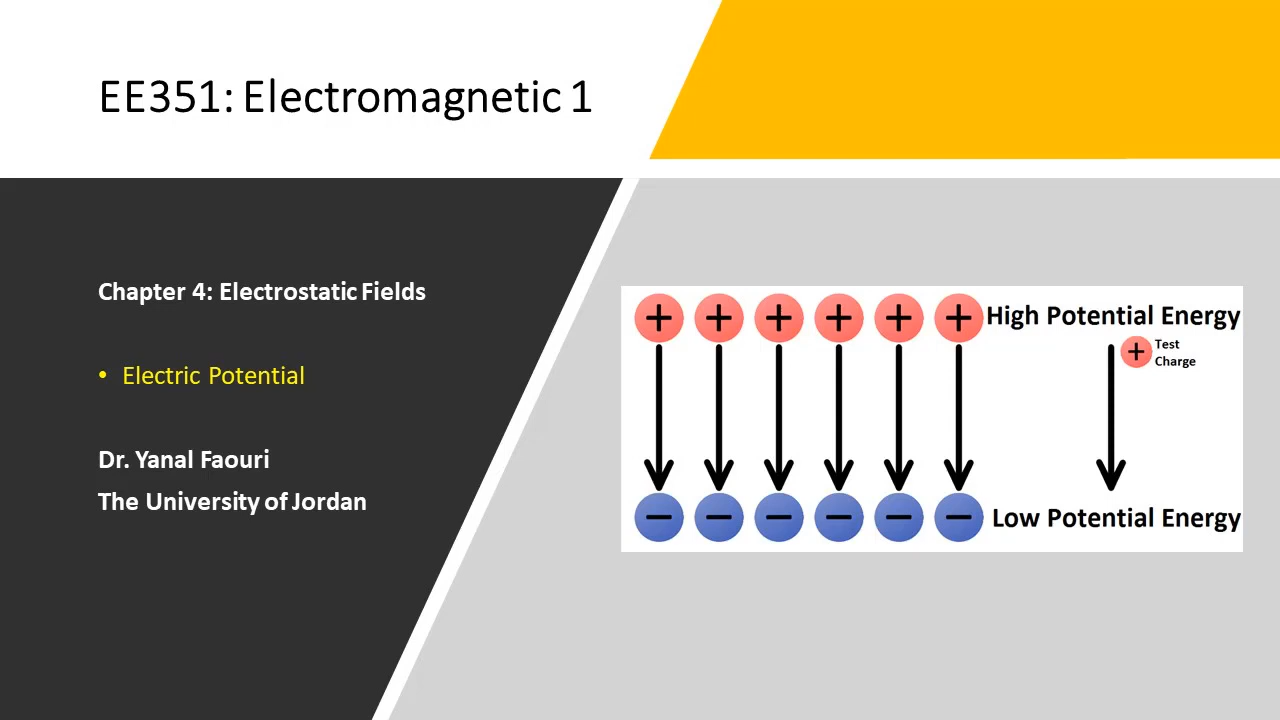 EE351: Electromagnetic 1
Chapter 4: Electrostatic Fields
• Electric Potential
Dr. Yanal Faouri
The University of Jordan
+ + + + + + High Potential Energy
+ Test
Charge
− − − − − − Low Potential Energy